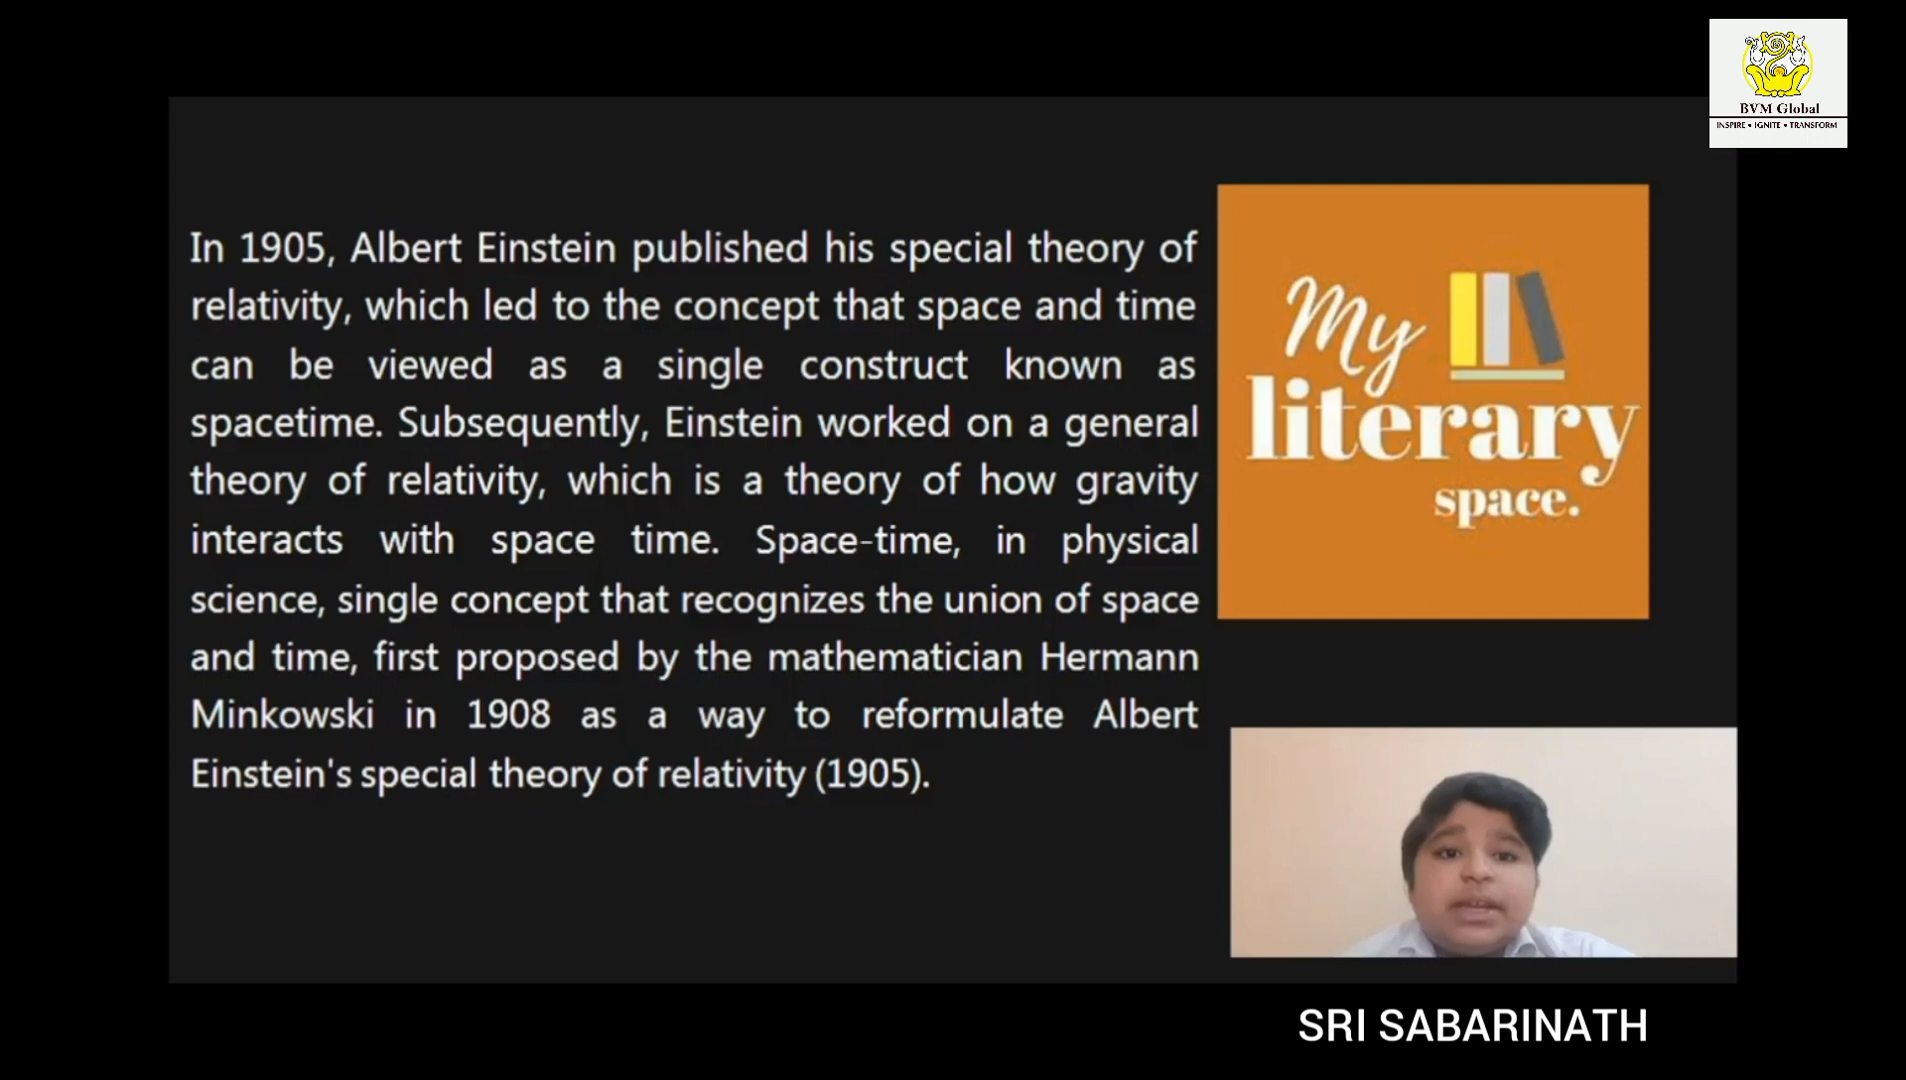 BVM Global
INSPIRE • IGNITE • TRANSFORM
In 1905, Albert Einstein published his special theory of
relativity, which led to the concept that space and time
can be viewed as a single construct known as
spacetime. Subsequently, Einstein worked on a general
theory of relativity, which is a theory of how gravity
interacts with space time. Space-time, in physical
science, single concept that recognizes the union of space
and time, first proposed by the mathematician Hermann
Minkowski in 1908 as a way to reformulate Albert
Einstein's special theory of relativity (1905).
My
literary
space.
SRI SABARINATH